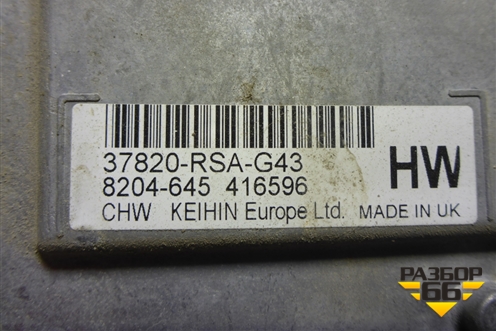 37820-RSA-G43
8204-645 416596
HW
CHW KEIHIN Europe Ltd. MADE IN UK
РАЗБОР
66